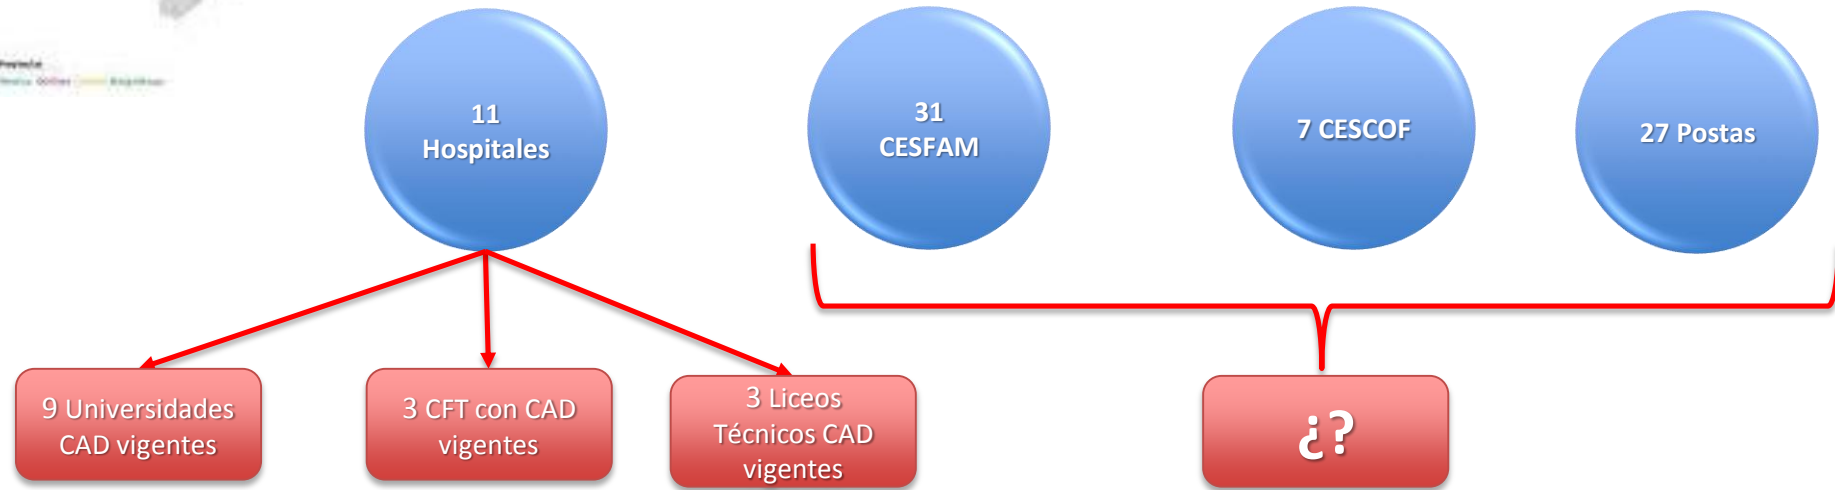 11
Hospitales
31
CESFAM
7 CESCOF
27 Postas
9 Universidades
CAD vigentes
3 CFT con CAD
vigentes
3 Liceos
Técnicos CAD
vigentes
¿?